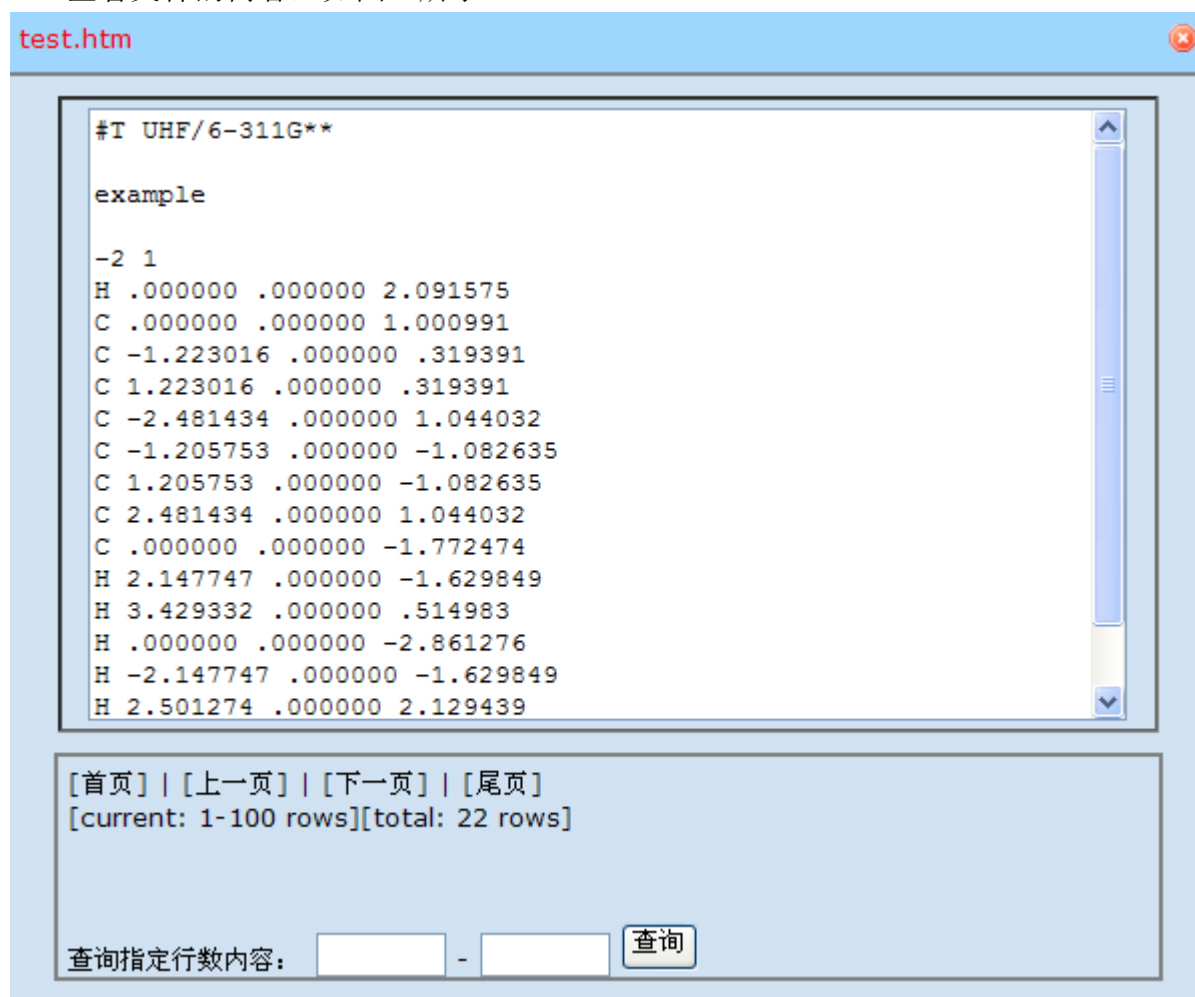 test.htm
#T UHF/6-311G**
example
-2 1
H .000000 .000000 2.091575
C .000000 .000000 1.000991
C -1.223016 .000000 .319391
C 1.223016 .000000 .319391
C -2.481434 .000000 1.044032
C -1.205753 .000000 -1.082635
C 1.205753 .000000 -1.082635
C 2.481434 .000000 1.044032
C .000000 .000000 -1.772474
H 2.147747 .000000 -1.629849
H 3.429332 .000000 .514983
H .000000 .000000 -2.861276
H -2.147747 .000000 -1.629849
H 2.501274 .000000 2.129439
[首页] | [上一页] | [下一页] | [尾页]
[current: 1-100 rows][total: 22 rows]
查询指定行数内容： - 查询